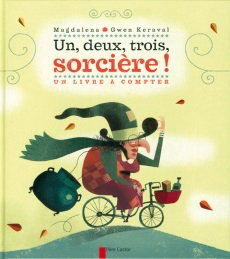 Magdalena • Gwen Keraval
Un, deux, trois,
sorcière !
UN LIVRE À COMPTER
Père Castor